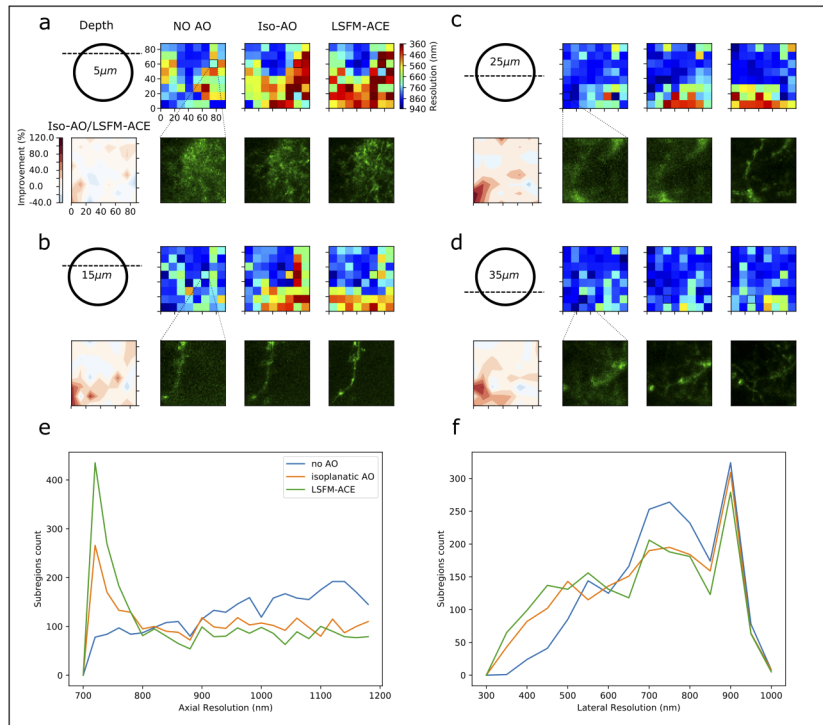 a
Depth
NO AO
Iso-AO
LSFM-ACE
c
5µm
80
60
40
20
0
0 20 40 60 80
360
460
560
660
740
840
940
Resolution (nm)
25µm
Iso-AO/LSFM-ACE
Improvement (%)
120.0
80.0
40.0
0.0
-40.0
0 20 40 60 80
b
d
15µm
35µm
e
f
Subregions count
400
300
200
100
0
no AO
isoplanatic AO
LSFM-ACE
700 800 900 1000 1100 1200
Axial Resolution (nm)
Subregions count
300
250
200
150
100
50
0
300 400 500 600 700 800 900 1000
Lateral Resolution (nm)